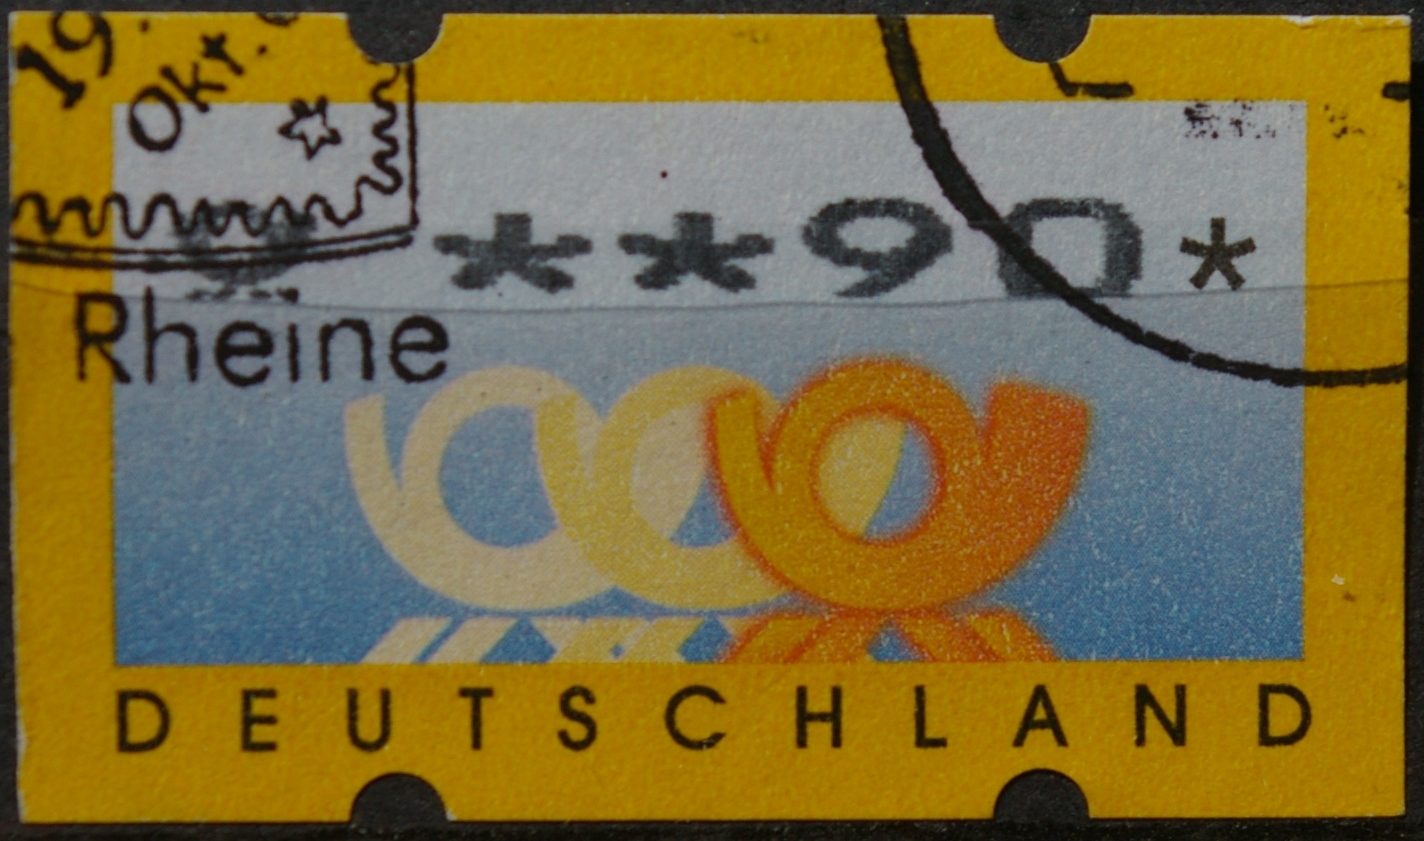 19.
Okt.
**90*
Rheine
DEUTSCHLAND